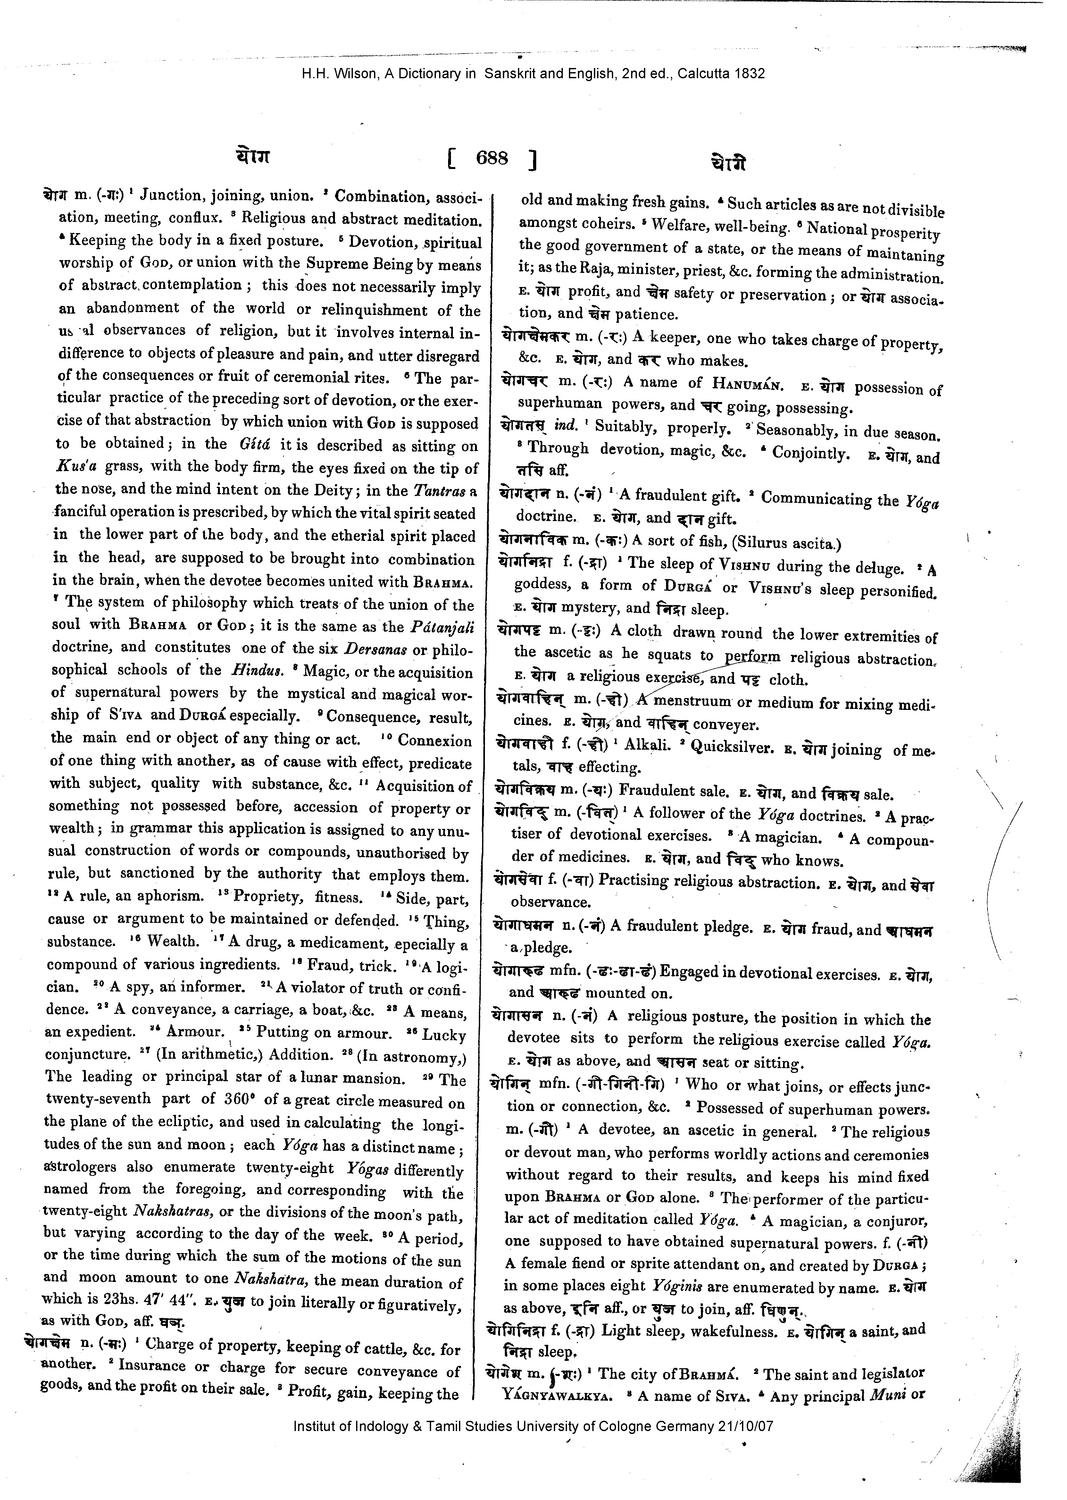 H.H. Wilson, A Dictionary in Sanskrit and English, 2nd ed., Calcutta 1832
योग [ 688 ] योगी
योग m. (-गः) ¹ Junction, joining, union. ² Combination, associ-
ation, meeting, conflux. ³ Religious and abstract meditation.
⁴ Keeping the body in a fixed posture. ⁵ Devotion, spiritual
worship of GOD, or union with the Supreme Being by means
of abstract contemplation ; this does not necessarily imply
an abandonment of the world or relinquishment of the
us al observances of religion, but it involves internal in-
difference to objects of pleasure and pain, and utter disregard
of the consequences or fruit of ceremonial rites. ⁶ The par-
ticular practice of the preceding sort of devotion, or the exer-
cise of that abstraction by which union with GOD is supposed
to be obtained ; in the Gítá it is described as sitting on
Kus'a grass, with the body firm, the eyes fixed on the tip of
the nose, and the mind intent on the Deity ; in the Tantras a
fanciful operation is prescribed, by which the vital spirit seated
in the lower part of the body, and the etherial spirit placed
in the head, are supposed to be brought into combination
in the brain, when the devotee becomes united with BRAHMA.
⁷ The system of philosophy which treats of the union of the
soul with BRAHMA or GOD ; it is the same as the Pátanjali
doctrine, and constitutes one of the six Dersanas or philo-
sophical schools of the Hindus. ⁸ Magic, or the acquisition
of supernatural powers by the mystical and magical wor-
ship of S'IVA and DURGÁ especially. ⁹ Consequence, result,
the main end or object of any thing or act. ¹⁰ Connexion
of one thing with another, as of cause with effect, predicate
with subject, quality with substance, &c. ¹¹ Acquisition of
something not possessed before, accession of property or
wealth ; in grammar this application is assigned to any unu-
sual construction of words or compounds, unauthorised by
rule, but sanctioned by the authority that employs them.
¹² A rule, an aphorism. ¹³ Propriety, fitness. ¹⁴ Side, part,
cause or argument to be maintained or defended. ¹⁵ Thing,
substance. ¹⁶ Wealth. ¹⁷ A drug, a medicament, epecially a
compound of various ingredients. ¹⁸ Fraud, trick. ¹⁹ A logi-
cian. ²⁰ A spy, an informer. ²¹ A violator of truth or confi-
dence. ²² A conveyance, a carriage, a boat, &c. ²³ A means,
an expedient. ²⁴ Armour. ²⁵ Putting on armour. ²⁶ Lucky
conjuncture. ²⁷ (In arithmetic,) Addition. ²⁸ (In astronomy,)
The leading or principal star of a lunar mansion. ²⁹ The
twenty-seventh part of 360° of a great circle measured on
the plane of the ecliptic, and used in calculating the longi-
tudes of the sun and moon ; each Yóga has a distinct name ;
astrologers also enumerate twenty-eight Yógas differently
named from the foregoing, and corresponding with the
twenty-eight Nakshatras, or the divisions of the moon's path,
but varying according to the day of the week. ³⁰ A period,
or the time during which the sum of the motions of the sun
and moon amount to one Nakshatra, the mean duration of
which is 23hs. 47' 44". E. युज to join literally or figuratively,
as with GOD, aff. घञ्.
योगक्षेम n. (-मः) ¹ Charge of property, keeping of cattle, &c. for
another. ² Insurance or charge for secure conveyance of
goods, and the profit on their sale. ³ Profit, gain, keeping the
old and making fresh gains. ⁴ Such articles as are not divisible
amongst coheirs. ⁵ Welfare, well-being. ⁶ National prosperity
the good government of a state, or the means of maintaning
it; as the Raja, minister, priest, &c. forming the administration.
E. योग profit, and क्षेम safety or preservation ; or योग associa-
tion, and क्षेम patience.
योगक्षेमकर m. (-रः) A keeper, one who takes charge of property,
&c. E. योग, and कर who makes.
योगचर m. (-रः) A name of HANUMÁN. E. योग possession of
superhuman powers, and चर going, possessing.
योगतस् ind. ¹ Suitably, properly. ² Seasonably, in due season.
³ Through devotion, magic, &c. ⁴ Conjointly. E. योग, and
तसि aff.
योगदान n. (-नं) ¹ A fraudulent gift. ² Communicating the Yóga
doctrine. E. योग, and दान gift.
योगनाविक m. (-कः) A sort of fish, (Silurus ascita.)
योगनिद्रा f. (-द्रा) ¹ The sleep of VISHNU during the deluge. ² A
goddess, a form of DURGÁ or VISHNU's sleep personified.
E. योग mystery, and निद्रा sleep.
योगपट्ट m. (-ट्टः) A cloth drawn round the lower extremities of
the ascetic as he squats to perform religious abstraction.
E. योग a religious exercise, and पट्ट cloth.
योगवाहिन् m. (-ही) A menstruum or medium for mixing medi-
cines. E. योग, and वाहिन् conveyer.
योगवाही f. (-ही) ¹ Alkali. ² Quicksilver. E. योग joining of me-
tals, वाह effecting.
योगविक्रय m. (-यः) Fraudulent sale. E. योग, and विक्रय sale.
योगविद् m. (-वित) ¹ A follower of the Yóga doctrines. ² A prac-
tiser of devotional exercises. ³ A magician. ⁴ A compoun-
der of medicines. E. योग, and विद् who knows.
योगसेवा f. (-वा) Practising religious abstraction. E. योग, and सेवा
observance.
योगाधमन n. (-नं) A fraudulent pledge. E. योग fraud, and आधमन
a pledge.
योगारूढ mfn. (-ढः-ढा-ढं) Engaged in devotional exercises. E. योग,
and आरूढ mounted on.
योगासन n. (-नं) A religious posture, the position in which the
devotee sits to perform the religious exercise called Yóga.
E. योग as above, and आसन seat or sitting.
योगिन् mfn. (-गी-गिनी-गि) ¹ Who or what joins, or effects junc-
tion or connection, &c. ² Possessed of superhuman powers.
m. (-गी) ¹ A devotee, an ascetic in general. ² The religious
or devout man, who performs worldly actions and ceremonies
without regard to their results, and keeps his mind fixed
upon BRAHMA or GOD alone. ³ The performer of the particu-
lar act of meditation called Yóga. ⁴ A magician, a conjuror,
one supposed to have obtained supernatural powers. f. (-नी)
A female fiend or sprite attendant on, and created by DURGA ;
in some places eight Yóginis are enumerated by name. E. योग
as above, इनि aff., or युज to join, aff. घिणुन्.
योगिनिद्रा f. (-द्रा) Light sleep, wakefulness. E. योगिन् a saint, and
निद्रा sleep.
योगेश m. (-शः) ¹ The city of BRAHMÁ. ² The saint and legislator
YÁGNYAWALKYA. ³ A name of SIVA. ⁴ Any principal Muni or
Institut of Indology & Tamil Studies University of Cologne Germany 21/10/07